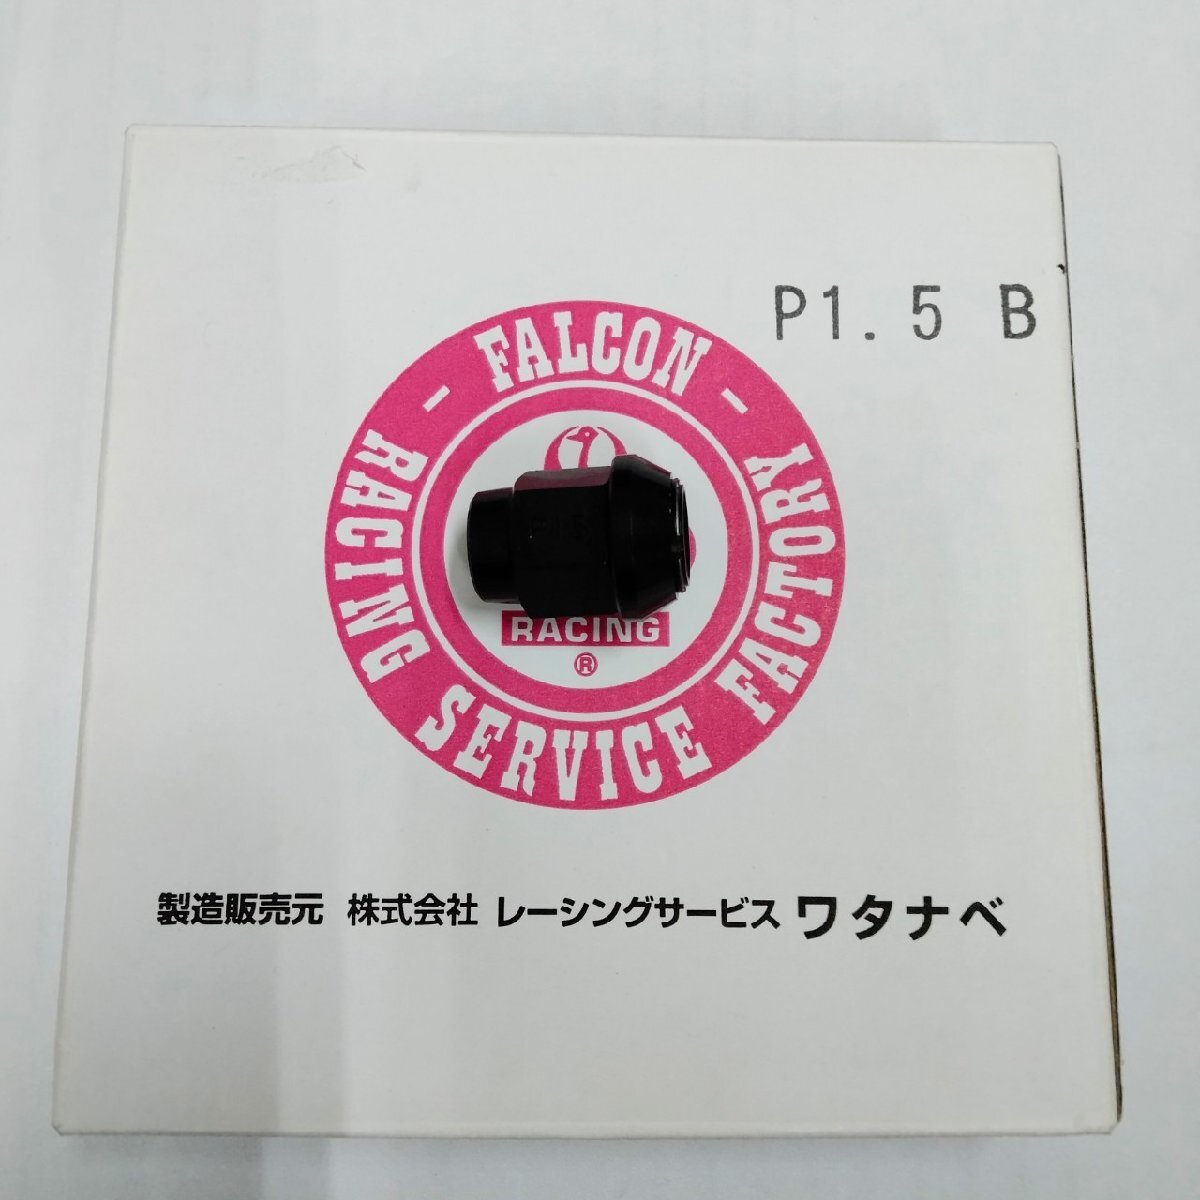 P1.5 B
- FALCON -
RACING SERVICE FACTORY
RACING
®
製造販売元 株式会社 レーシングサービス ワタナベ